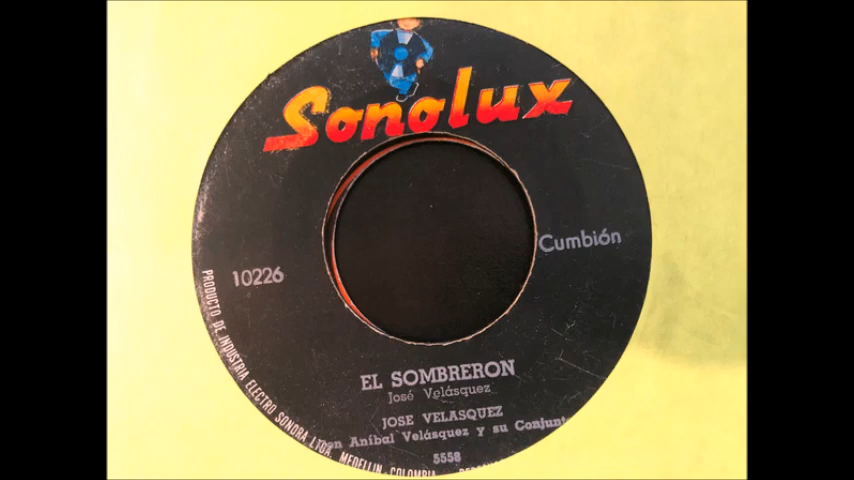 Sonolux
Cumbión
10226
EL SOMBRERON
José Velásquez
JOSE VELASQUEZ
Aníbal Velásquez y su Conjunt
5558
PRODUCTO DE INDUSTRIA ELECTRO SONORA LTDA. MEDELLIN-COLOMBIA